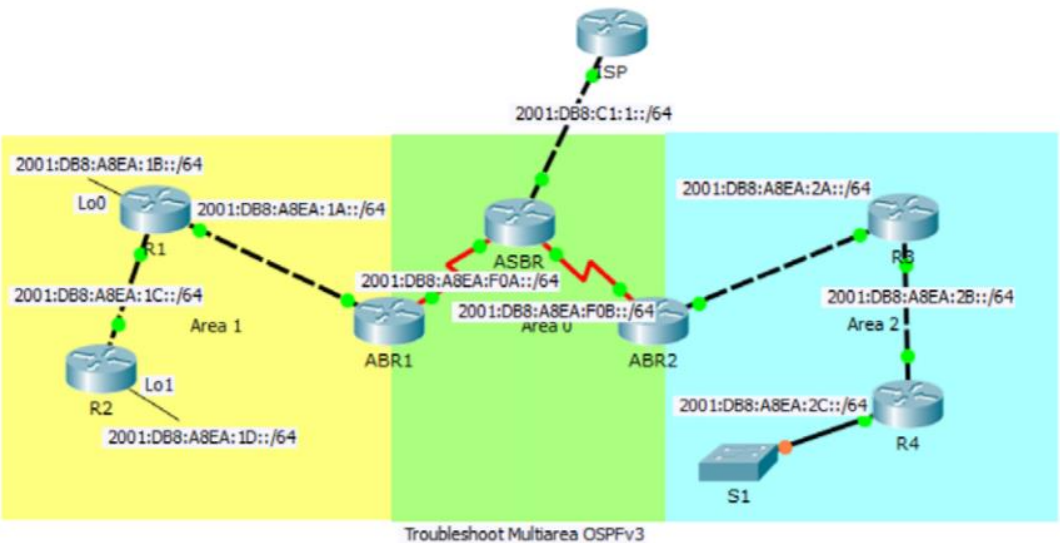 ISP
2001:DB8:C1:1::/64
2001:DB8:A8EA:1B::/64
Lo0
2001:DB8:A8EA:1A::/64
R1
2001:DB8:A8EA:2A::/64
R3
ASBR
2001:DB8:A8EA:F0A::/64
2001:DB8:A8EA:1C::/64
2001:DB8:A8EA:F0B::/64
2001:DB8:A8EA:2B::/64
Area 1
Area 0
Area 2
ABR1
ABR2
Lo1
R2
2001:DB8:A8EA:2C::/64
2001:DB8:A8EA:1D::/64
R4
S1
Troubleshoot Multiarea OSPFv3